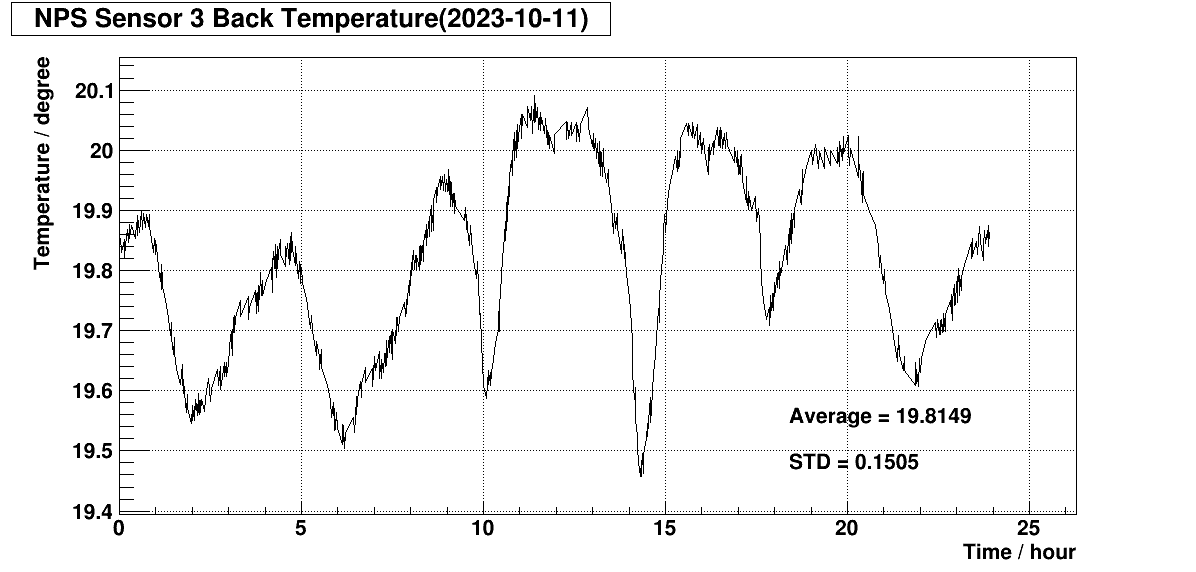 NPS Sensor 3 Back Temperature(2023-10-11)
Temperature / degree
20.1
20
19.9
19.8
19.7
19.6
19.5
19.4
Average = 19.8149
STD = 0.1505
0 5 10 15 20 25
Time / hour